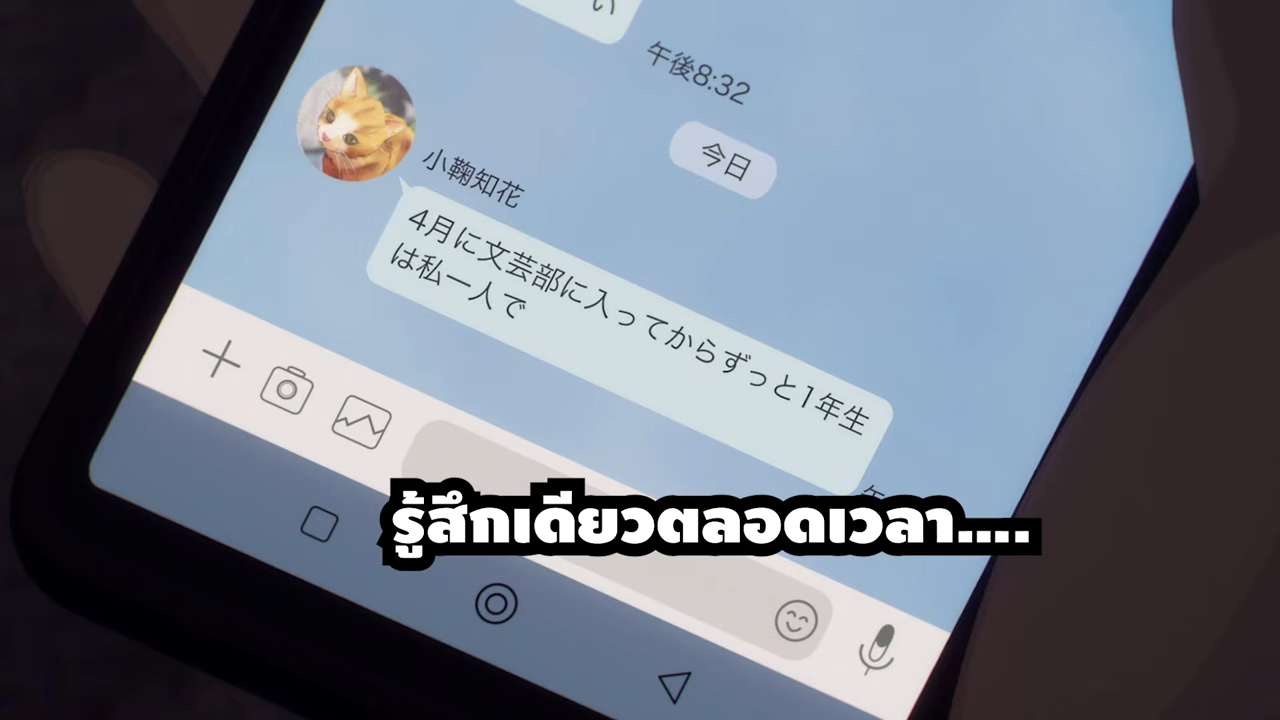 い
午後8:32
今日
小鞠知花
4月に文芸部に入ってからずっと1年生
は私一人で
รู้สึกเดียวตลอดเวลา....